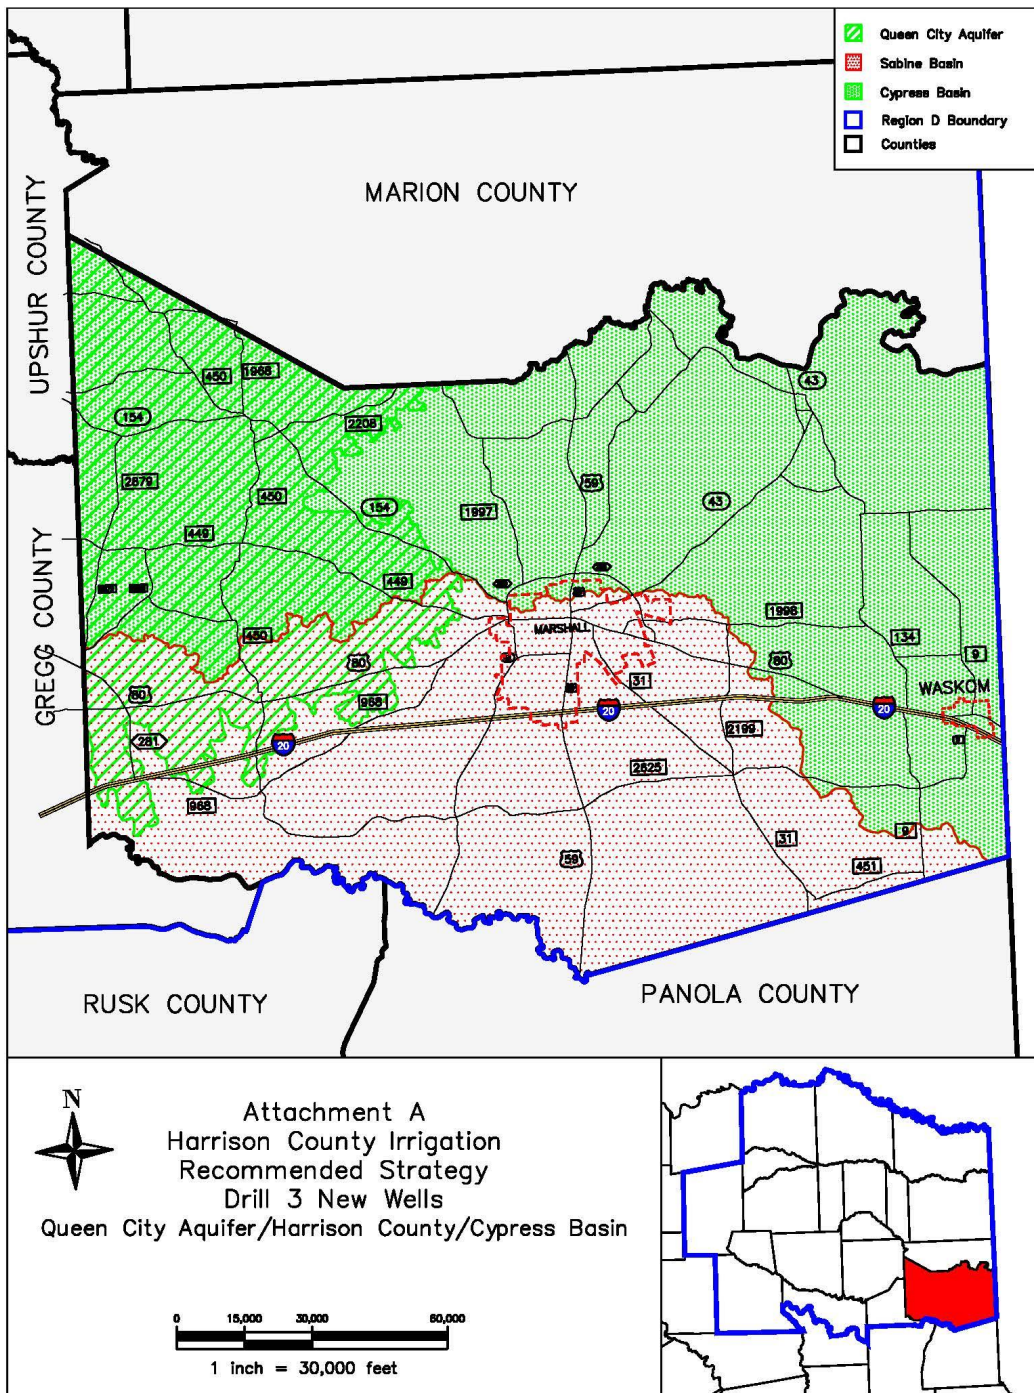 Queen City Aquifer
Sabine Basin
Cypress Basin
Region D Boundary
Counties
MARION COUNTY
UPSHUR COUNTY
GREGG COUNTY
RUSK COUNTY
PANOLA COUNTY
450
1968
154
2208
43
2879
450
154
1997
59
43
449
449
450
1998
134
9
80
80
MARSHALL
31
80
WASKOM
968
20
20
281
20
2199
2625
968
59
31
9
451
N
Attachment A
Harrison County Irrigation
Recommended Strategy
Drill 3 New Wells
Queen City Aquifer/Harrison County/Cypress Basin
0 15,000 30,000 60,000
1 inch = 30,000 feet